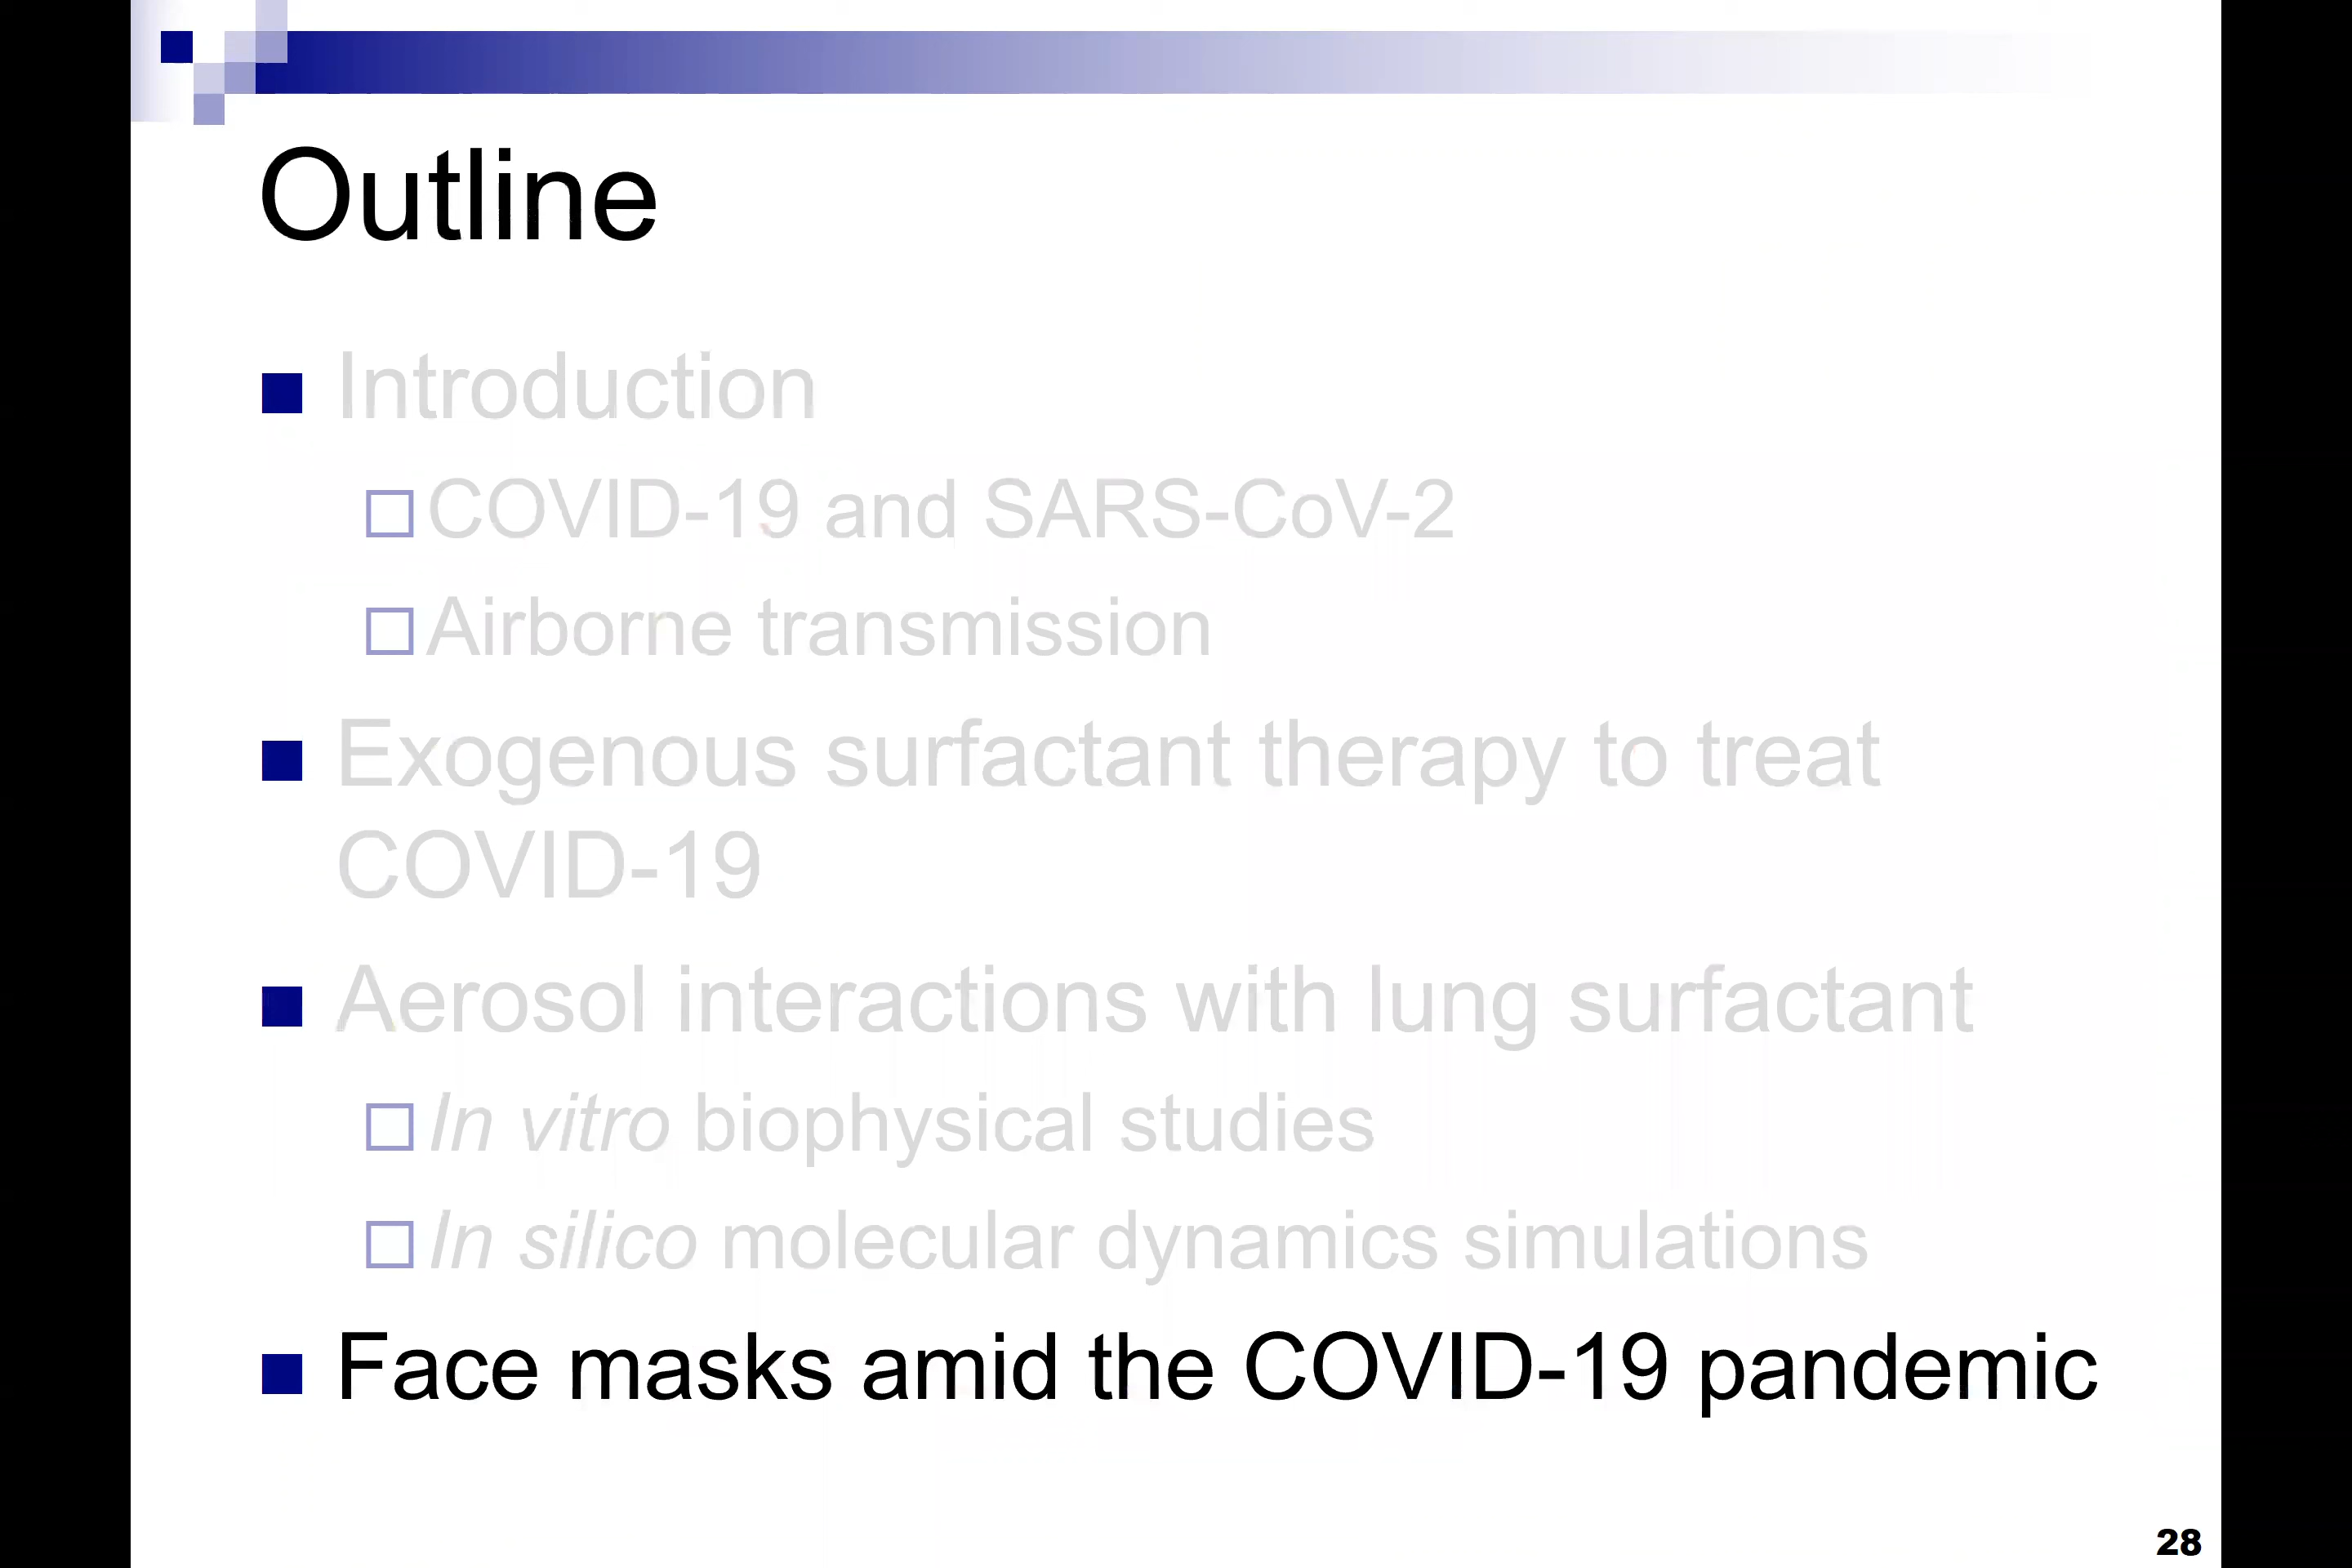 Outline
Introduction
COVID-19 and SARS-CoV-2
Airborne transmission
Exogenous surfactant therapy to treat
COVID-19
Aerosol interactions with lung surfactant
In vitro biophysical studies
In silico molecular dynamics simulations
Face masks amid the COVID-19 pandemic
28